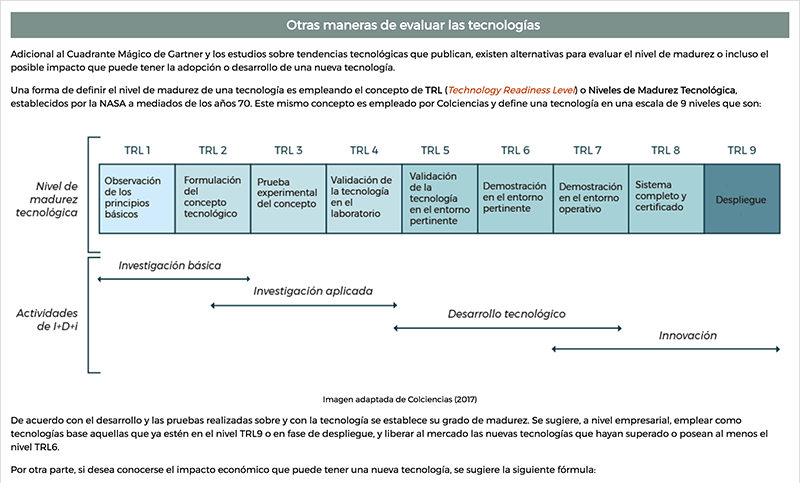 Otras maneras de evaluar las tecnologías
Adicional al Cuadrante Mágico de Gartner y los estudios sobre tendencias tecnológicas que publican, existen alternativas para evaluar el nivel de madurez o incluso el
posible impacto que puede tener la adopción o desarrollo de una nueva tecnología.
Una forma de definir el nivel de madurez de una tecnología es empleando el concepto de TRL (Technology Readiness Level) o Niveles de Madurez Tecnológica,
establecidos por la NASA a mediados de los años 70. Este mismo concepto es empleado por Colciencias y define una tecnología en una escala de 9 niveles que son:
TRL 1 TRL 2 TRL 3 TRL 4 TRL 5 TRL 6 TRL 7 TRL 8 TRL 9
Nivel de
madurez
tecnológica
Observación
de los
principios
básicos
Formulación
del
concepto
tecnológico
Prueba
experimental
del concepto
Validación de
la tecnología
en el
laboratorio
Validación
de la
tecnología
en el entorno
pertinente
Demostración
en el entorno
pertinente
Demostración
en el entorno
operativo
Sistema
completo y
certificado
Despliegue
Actividades
de I+D+i
Investigación básica
Investigación aplicada
Desarrollo tecnológico
Innovación
Imagen adaptada de Colciencias (2017)
De acuerdo con el desarrollo y las pruebas realizadas sobre y con la tecnología se establece su grado de madurez. Se sugiere, a nivel empresarial, emplear como
tecnologías base aquellas que ya estén en el nivel TRL9 o en fase de despliegue, y liberar al mercado las nuevas tecnologías que hayan superado o posean al menos el
nivel TRL6.
Por otra parte, si desea conocerse el impacto económico que puede tener una nueva tecnología, se sugiere la siguiente fórmula: